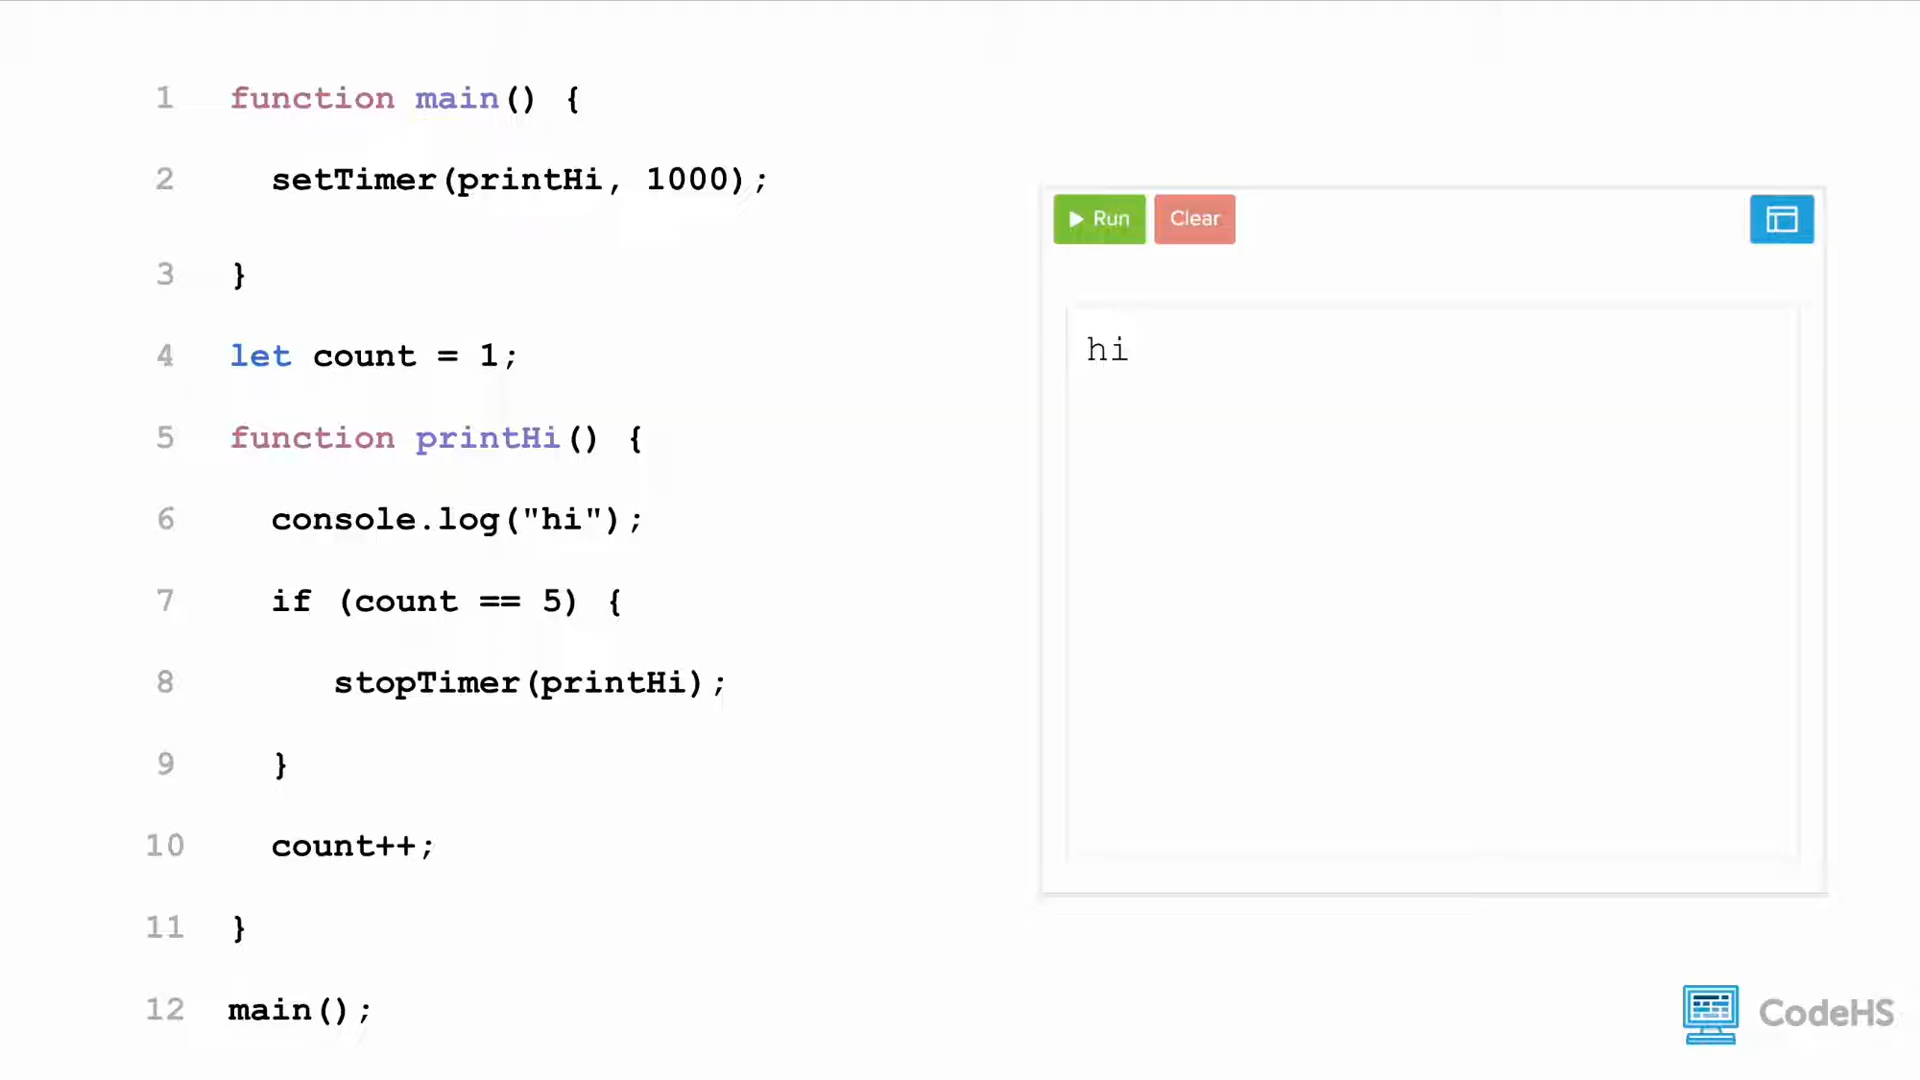 1 function main() {
2 setTimer(printHi, 1000);
3 }
4 let count = 1;
5 function printHi() {
6 console.log("hi");
7 if (count == 5) {
8 stopTimer(printHi);
9 }
10 count++;
11 }
12 main();
Run Clear
hi
CodeHS